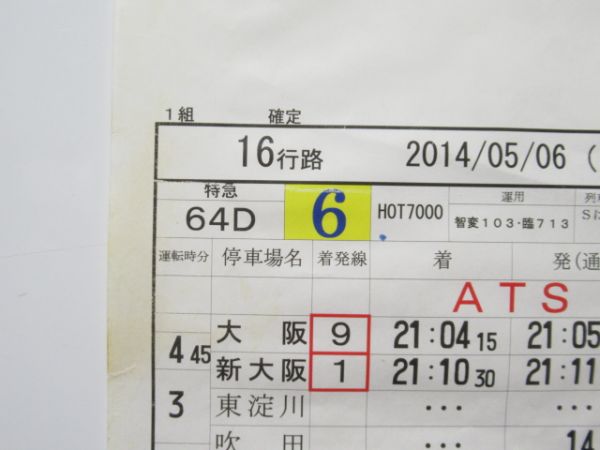 1組 確定
16行路 2014/05/06 (
特急 運用
64D 6 HOT7000 智変103・臨713
運転時分 停車場名 着発線 着 発(通
ATS
大阪 9 21:04 15 21:05
4 45
新大阪 1 21:10 30 21:11
3 東淀川 ・・・ ・・・
吹田 ・・・ 14